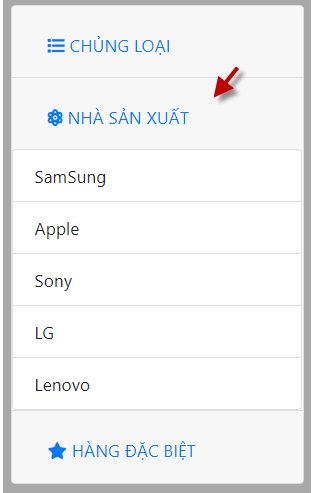 CHỦNG LOẠI
NHÀ SẢN XUẤT
SamSung
Apple
Sony
LG
Lenovo
HÀNG ĐẶC BIỆT